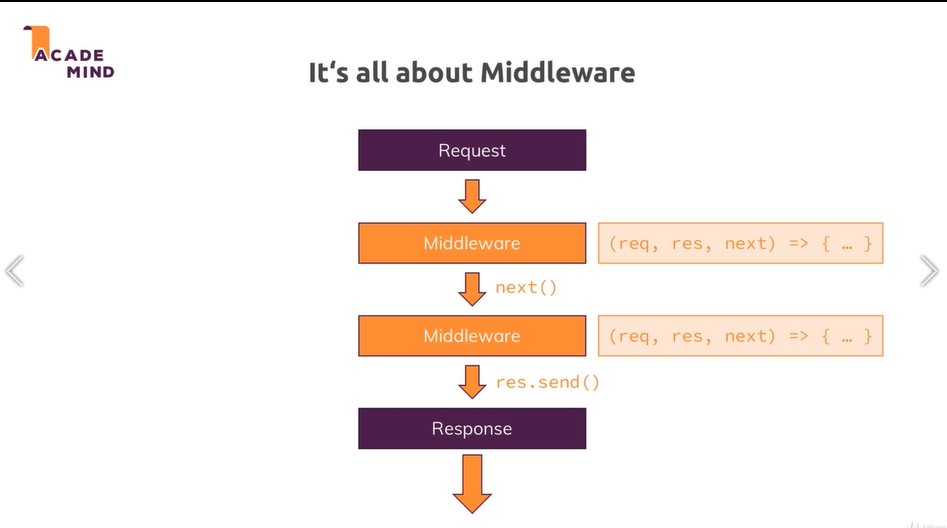 ACADE
MIND
It‘s all about Middleware
Request
Middleware
(req, res, next) => { … }
next()
Middleware
(req, res, next) => { … }
res.send()
Response